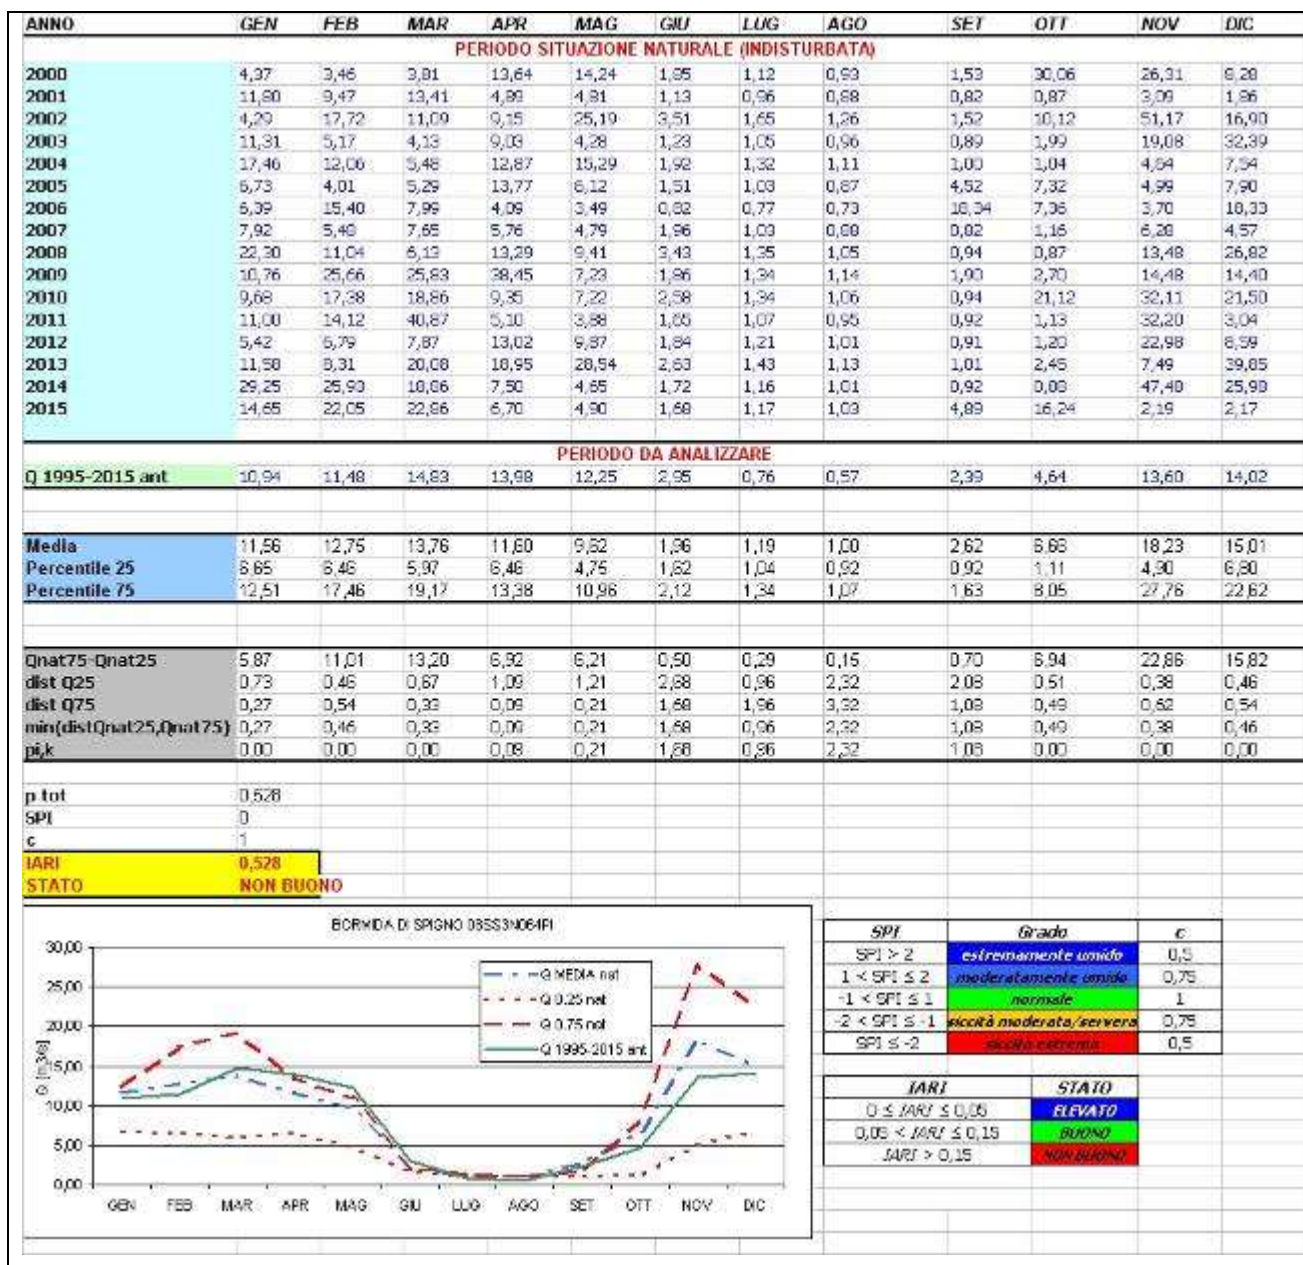 ANNO GEN FEB MAR APR MAG GIU LUG AGO SET OTT NOV DIC
PERIODO SITUAZIONE NATURALE (INDISTURBATA)
2000 4,37 3,46 3,81 13,64 14,24 1,85 1,12 0,93 1,53 30,06 26,31 8,28
2001 11,80 9,47 13,41 4,89 4,81 1,13 0,96 0,88 0,82 0,87 3,09 1,86
2002 4,29 17,72 11,09 9,15 25,19 3,51 1,65 1,26 1,52 10,12 51,17 16,90
2003 11,31 5,17 4,13 9,03 4,28 1,23 1,05 0,96 0,89 1,99 19,08 32,39
2004 17,46 12,06 5,48 12,87 15,29 1,92 1,32 1,11 1,00 1,04 4,64 7,54
2005 6,73 4,01 5,29 13,77 6,12 1,51 1,03 0,87 4,52 7,32 4,99 7,90
2006 6,39 15,40 7,99 4,09 3,49 0,82 0,77 0,73 18,34 7,36 3,70 18,33
2007 7,92 5,48 7,65 5,76 4,79 1,96 1,03 0,88 0,82 1,16 6,28 4,57
2008 22,30 11,04 6,13 13,29 9,41 3,43 1,35 1,05 0,94 0,87 13,48 26,82
2009 10,76 25,66 25,83 38,45 7,23 1,86 1,34 1,14 1,90 2,70 14,48 14,40
2010 9,68 17,38 18,86 9,35 7,22 2,58 1,34 1,06 0,94 21,12 32,11 21,50
2011 11,00 14,12 40,87 5,10 3,88 1,65 1,07 0,95 0,92 1,13 32,20 3,04
2012 5,42 6,79 7,87 13,02 9,87 1,84 1,21 1,01 0,91 1,20 22,98 8,59
2013 11,58 8,31 20,08 18,95 28,54 2,63 1,43 1,13 1,01 2,45 7,49 39,85
2014 29,25 25,93 18,86 7,50 4,65 1,72 1,16 1,01 0,92 47,48 25,98
2015 14,65 22,05 22,96 6,70 4,90 1,68 1,17 1,03 4,89 16,24 2,19 2,17
PERIODO DA ANALIZZARE
Q 1995-2015 ant 10,94 11,48 14,83 13,98 12,25 2,95 0,76 0,57 2,39 4,64 13,60 14,02
Media 11,56 12,75 13,76 11,60 9,62 1,96 1,19 1,00 2,62 6,66 18,23 15,01
Percentile 25 6,65 6,46 5,97 6,46 4,75 1,62 1,04 0,92 0,92 1,11 4,90 6,80
Percentile 75 12,51 17,46 19,17 13,38 10,96 2,12 1,34 1,07 1,63 8,05 27,76 22,62
Qnat75-Qnat25 5,87 11,01 13,20 6,92 6,21 0,50 0,29 0,15 0,70 6,94 22,86 15,82
dist Q25 0,73 0,46 0,67 1,09 1,21 2,68 0,96 2,32 2,08 0,51 0,38 0,46
dist Q75 0,27 0,54 0,33 0,09 0,21 1,68 1,96 3,32 1,08 0,49 0,62 0,54
min(distQnat25,Qnat75) 0,27 0,46 0,33 0,09 0,21 1,68 0,96 2,32 1,08 0,49 0,38 0,46
pi,k 0,00 0,00 0,00 0,09 0,21 1,68 0,96 2,32 1,08 0,00 0,00 0,00
p tot 0,528
SPI 0
c 1
IARI 0,528
STATO NON BUONO
BORMIDA DI SPIGNO 08SS3N064PI
30,00
25,00
20,00
15,00
10,00
5,00
0,00
Q [m3/s]
Q MEDIA nat
Q 0.25 nat
Q 0.75 nat
Q 1995-2015 ant
GEN FEB MAR APR MAG GIU LUG AGO SET OTT NOV DIC
SPI Grado c
SPI > 2 estremamente umido 0,5
1 < SPI ≤ 2 moderatamente umido 0,75
-1 < SPI ≤ 1 normale 1
-2 < SPI ≤ -1 siccità moderata/servera 0,75
SPI ≤ -2 siccità estrema 0,5
IARI STATO
0 ≤ IARI ≤ 0,05 ELEVATO
0,05 < IARI ≤ 0,15 BUONO
IARI > 0,15 NON BUONO